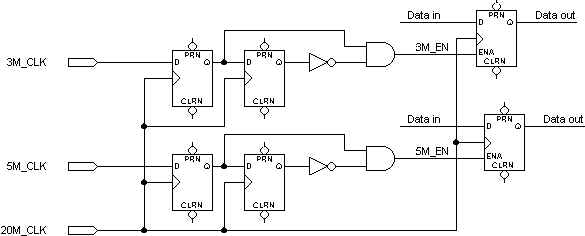 Data in
Data out
PRN
D Q
3M_EN
ENA
CLRN
PRN PRN
3M_CLK
D Q D Q
CLRN CLRN
Data in
Data out
PRN
D Q
5M_EN
ENA
CLRN
PRN PRN
5M_CLK
D Q D Q
CLRN CLRN
20M_CLK